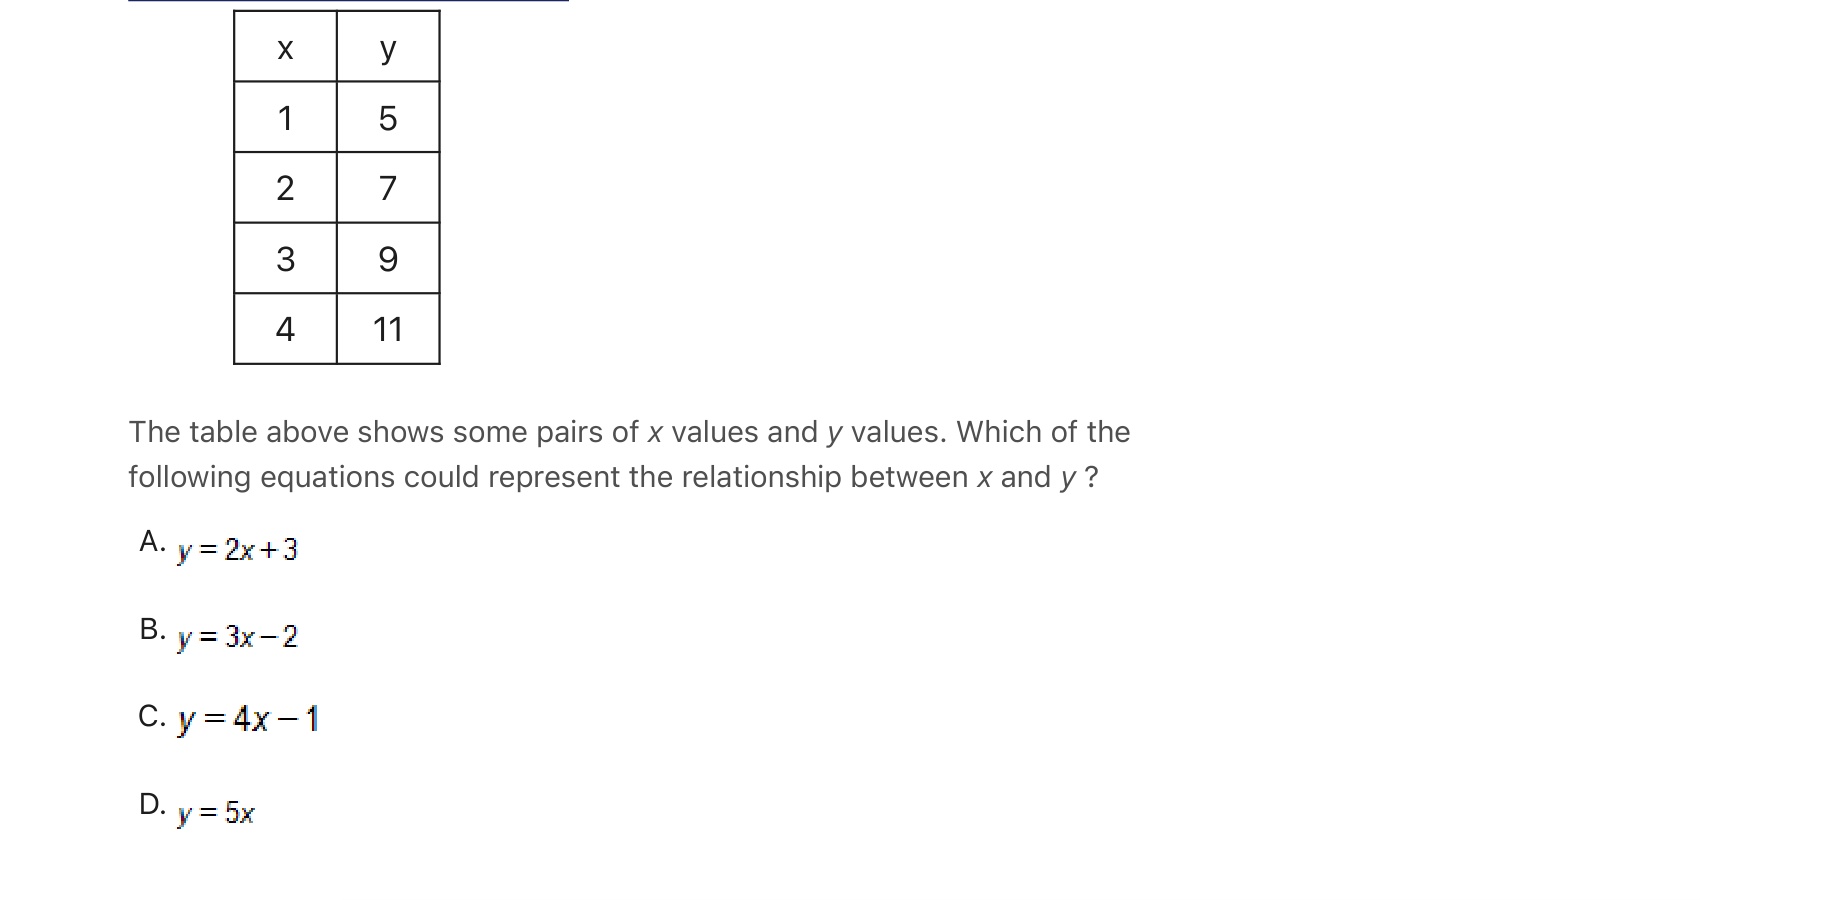 x y
1 5
2 7
3 9
4 11
The table above shows some pairs of x values and y values. Which of the
following equations could represent the relationship between x and y ?
A. y = 2x + 3
B. y = 3x − 2
C. y = 4x − 1
D. y = 5x